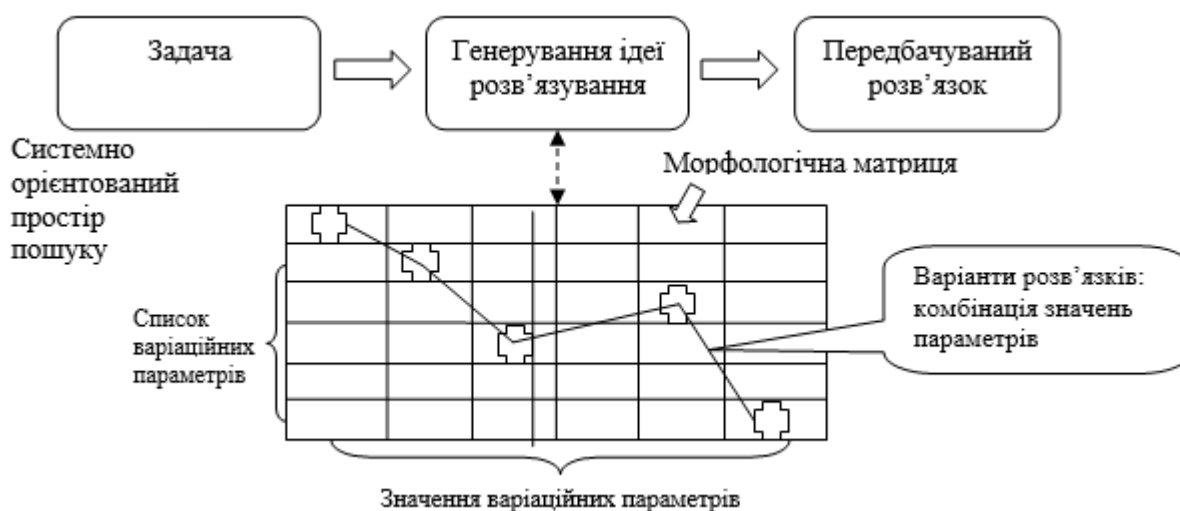 Задача
Генерування ідеї
розв’язування
Передбачуваний
розв’язок
Системно
орієнтований
простір
пошуку
Морфологічна матриця
Список
варіаційних
параметрів
Варіанти розв’язків:
комбінація значень
параметрів
Значення варіаційних параметрів